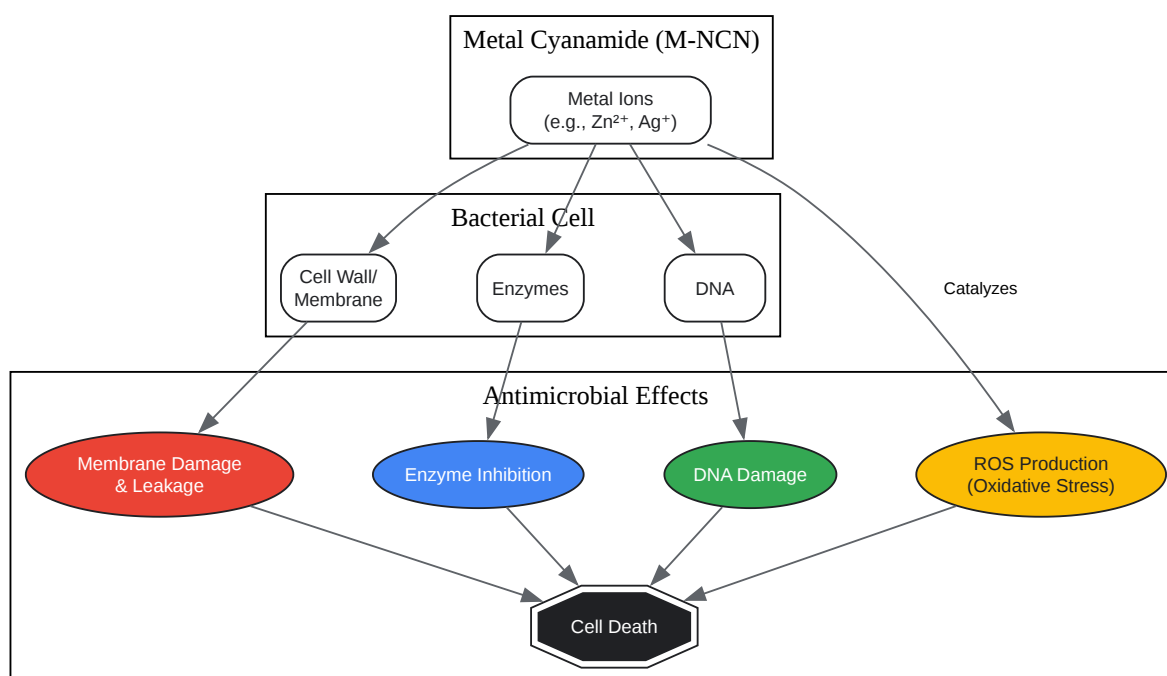 Metal Cyanamide (M-NCN)
Metal Ions
(e.g., Zn²⁺, Ag⁺)
Bacterial Cell
Cell Wall/
Membrane
Enzymes
DNA
Catalyzes
Antimicrobial Effects
Membrane Damage
& Leakage
Enzyme Inhibition
DNA Damage
ROS Production
(Oxidative Stress)
Cell Death